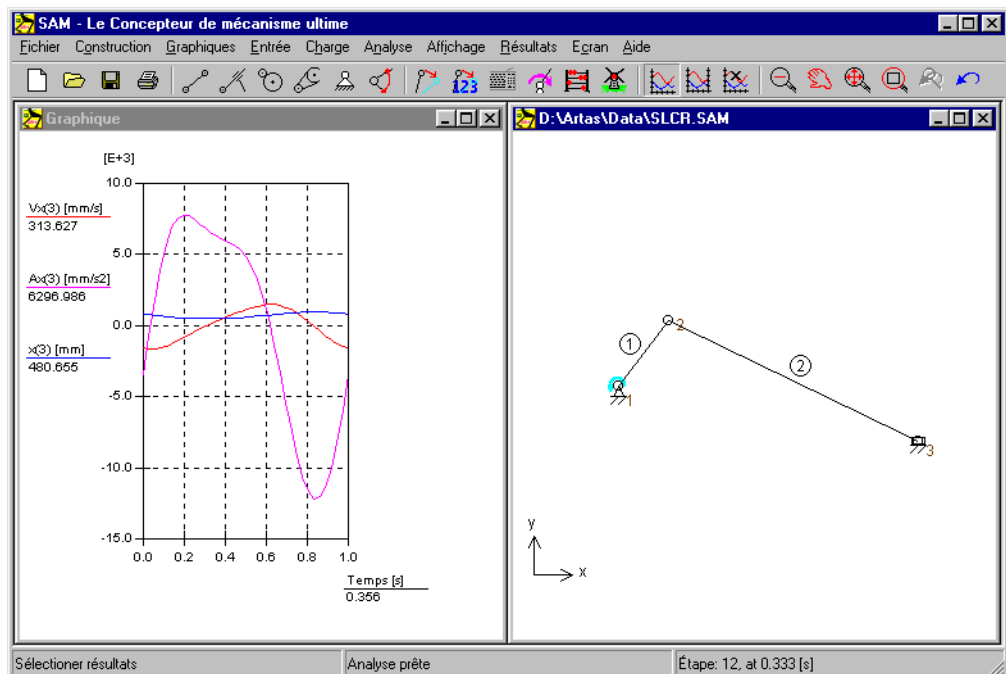 SAM - Le Concepteur de mécanisme ultime
Fichier Construction Graphiques Entrée Charge Analyse Affichage Résultats Ecran Aide
123
Graphique
[E+3]
10.0
Vx(3) [mm/s]
313.627
5.0
Ax(3) [mm/s2]
6296.986
0.0
x(3) [mm]
480.655
-5.0
-10.0
-15.0
0.0 0.2 0.4 0.6 0.8 1.0
Temps [s]
0.356
D:\Artas\Data\SLCR.SAM
2
1
2
1
3
y
x
Sélectioner résultats
Analyse prête
Étape: 12, at 0.333 [s]